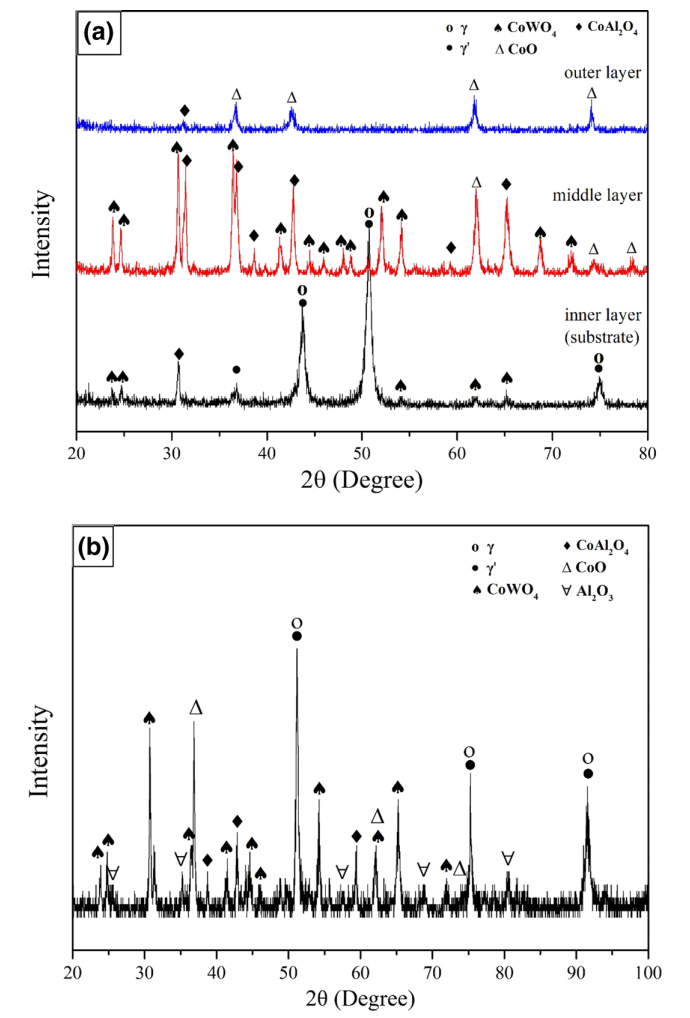 (a)
o γ ♠ CoWO₄ ♦ CoAl₂O₄
● γ' Δ CoO
outer layer
middle layer
inner layer
(substrate)
Intensity
20 30 40 50 60 70 80
2θ (Degree)
(b)
o γ ♦ CoAl₂O₄
● γ' Δ CoO
♠ CoWO₄ ∀ Al₂O₃
Intensity
20 30 40 50 60 70 80 90 100
2θ (Degree)